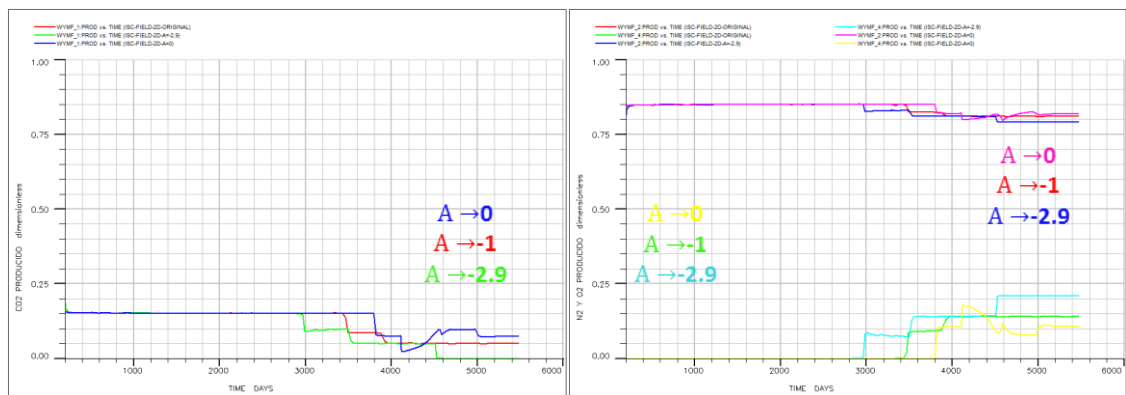 WYMF_1:PROD vs. TIME (ISC-FIELD-2D-ORIGINAL)
WYMF_1:PROD vs. TIME (ISC-FIELD-2D-A=-2.9)
WYMF_1:PROD vs. TIME (ISC-FIELD-2D-A=0)
1.00
0.75
0.50
0.25
0.00
CO2 PRODUCIDO dimensionless
A →0
A →-1
A →-2.9
0 1000 2000 3000 4000 5000 6000
TIME DAYS
WYMF_2:PROD vs. TIME (ISC-FIELD-2D-ORIGINAL)
WYMF_4:PROD vs. TIME (ISC-FIELD-2D-ORIGINAL)
WYMF_2:PROD vs. TIME (ISC-FIELD-2D-A=-2.9)
WYMF_4:PROD vs. TIME (ISC-FIELD-2D-A=-2.9)
WYMF_2:PROD vs. TIME (ISC-FIELD-2D-A=0)
WYMF_4:PROD vs. TIME (ISC-FIELD-2D-A=0)
1.00
0.75
0.50
0.25
0.00
N2 Y O2 PRODUCIDO dimensionless
A →0
A →-1
A →-2.9
A →0
A →-1
A →-2.9
0 1000 2000 3000 4000 5000 6000
TIME DAYS